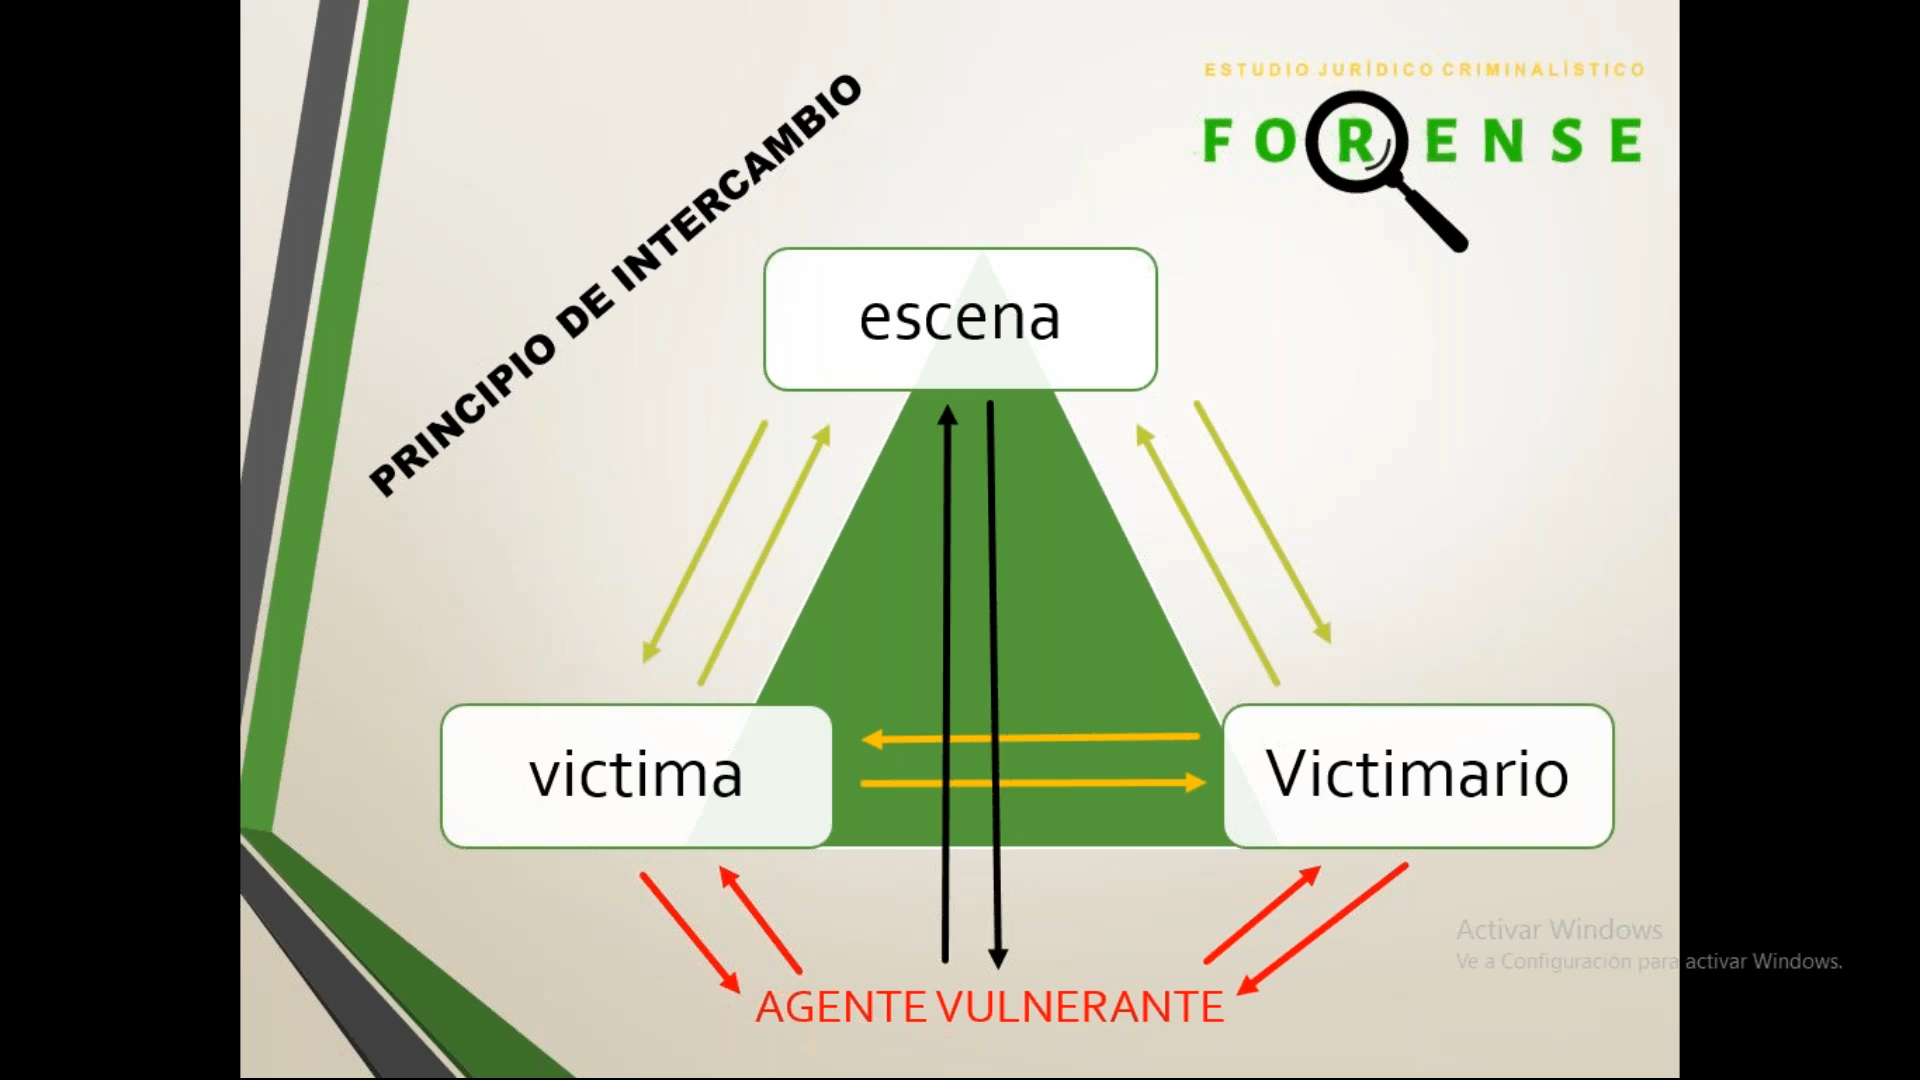 ESTUDIO JURÍDICO CRIMINALÍSTICO
FORENSE
PRINCIPIO DE INTERCAMBIO
escena
victima
Victimario
AGENTE VULNERANTE
Activar Windows
Ve a Configuración para activar Windows.